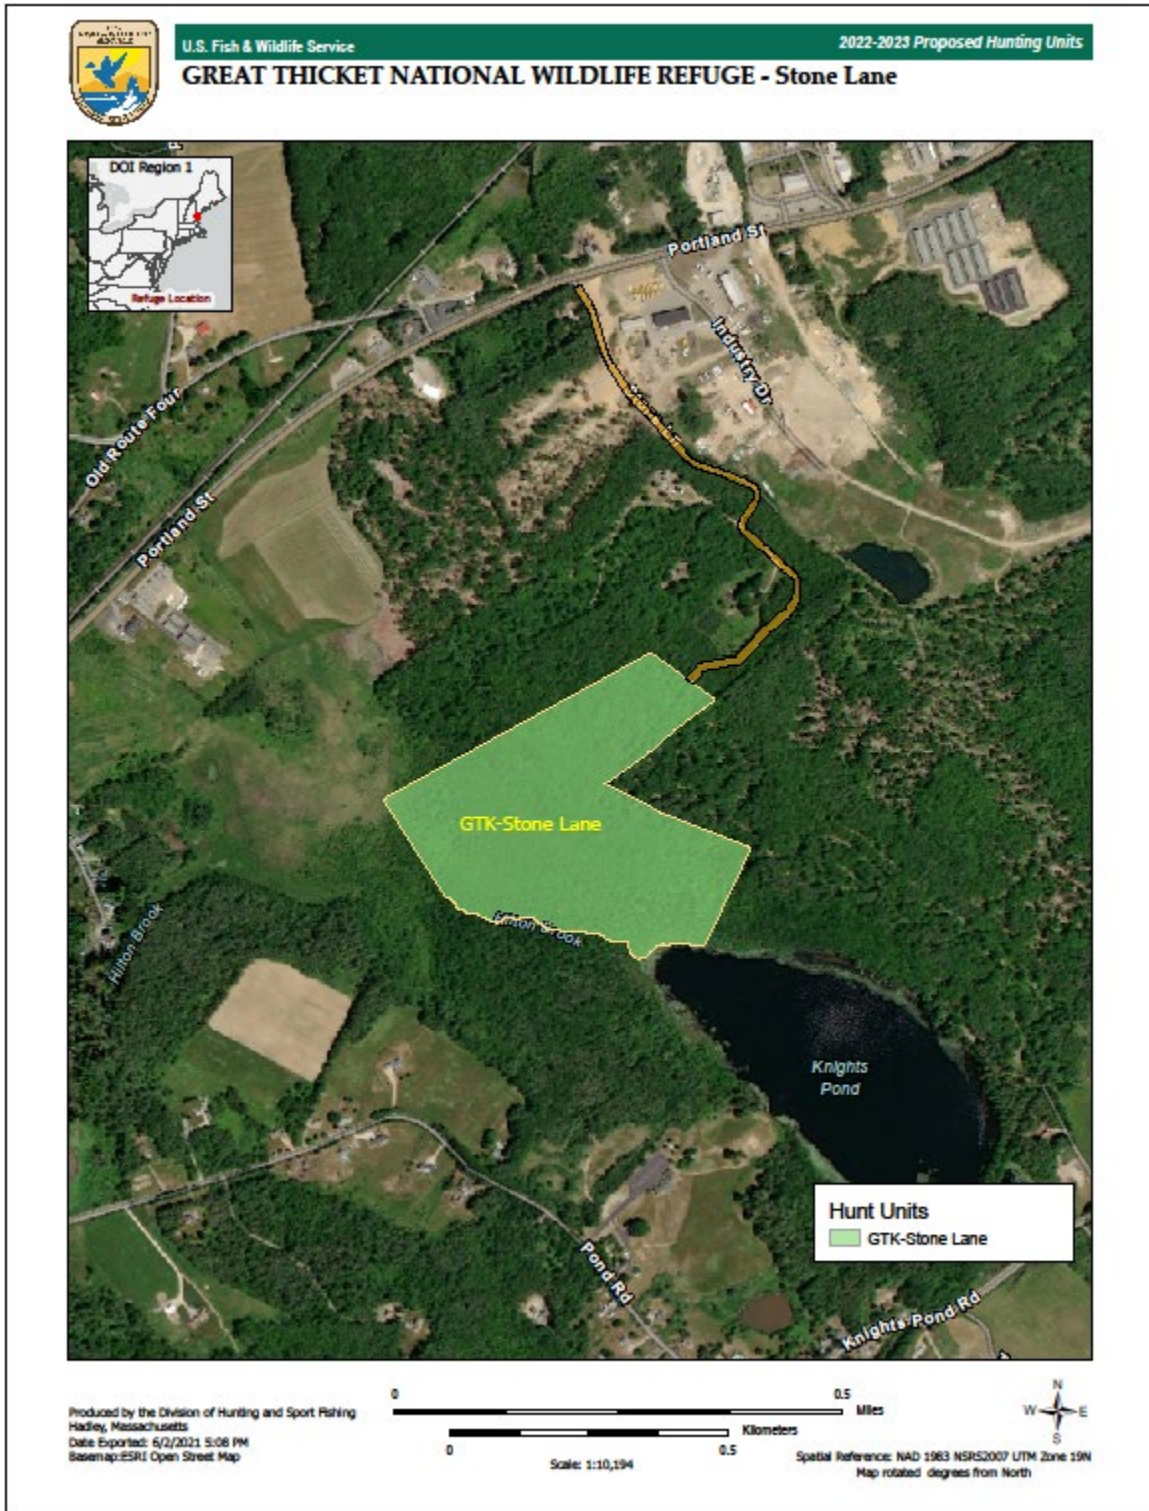 U.S. Fish & Wildlife Service
2022-2023 Proposed Hunting Units
GREAT THICKET NATIONAL WILDLIFE REFUGE - Stone Lane
DOI Region 1
Refuge Location
Portland St
Industry Dr
Old Route Four
Portland St
GTK-Stone Lane
Hilton Brook
Hilton Brook
Knights
Pond
Hunt Units
GTK-Stone Lane
Pond Rd
Knights Pond Rd
Produced by the Division of Hunting and Sport Fishing
Hadley, Massachusetts
Date Exported: 6/2/2021 5:08 PM
Basemap:ESRI Open Street Map
0 0.5 Miles
0 0.5 Kilometers
Scale: 1:10,194
N
W E
S
Spatial Reference: NAD 1983 NSRS2007 UTM Zone 19N
Map rotated degrees from North